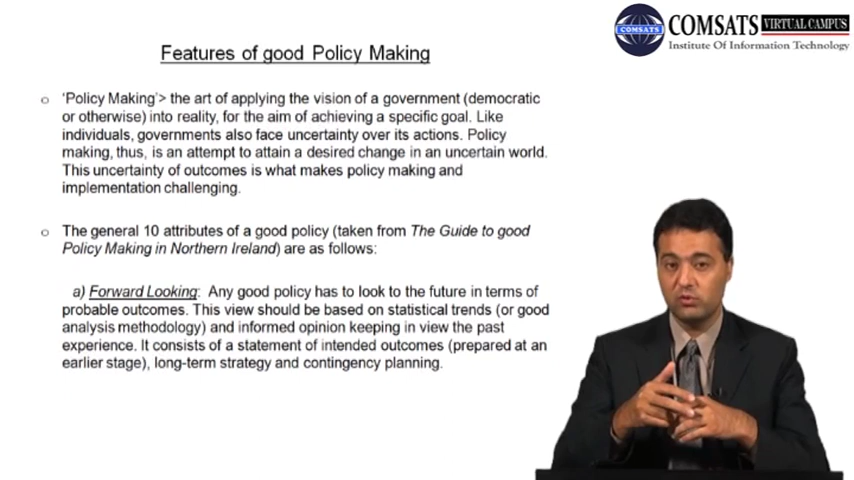 COMSATS VIRTUAL CAMPUS
COMSATS
Institute Of Information Technology
Features of good Policy Making
‘Policy Making’> the art of applying the vision of a government (democratic
or otherwise) into reality, for the aim of achieving a specific goal. Like
individuals, governments also face uncertainty over its actions. Policy
making, thus, is an attempt to attain a desired change in an uncertain world.
This uncertainty of outcomes is what makes policy making and
implementation challenging.
The general 10 attributes of a good policy (taken from The Guide to good
Policy Making in Northern Ireland) are as follows:
a) Forward Looking: Any good policy has to look to the future in terms of
probable outcomes. This view should be based on statistical trends (or good
analysis methodology) and informed opinion keeping in view the past
experience. It consists of a statement of intended outcomes (prepared at an
earlier stage), long-term strategy and contingency planning.